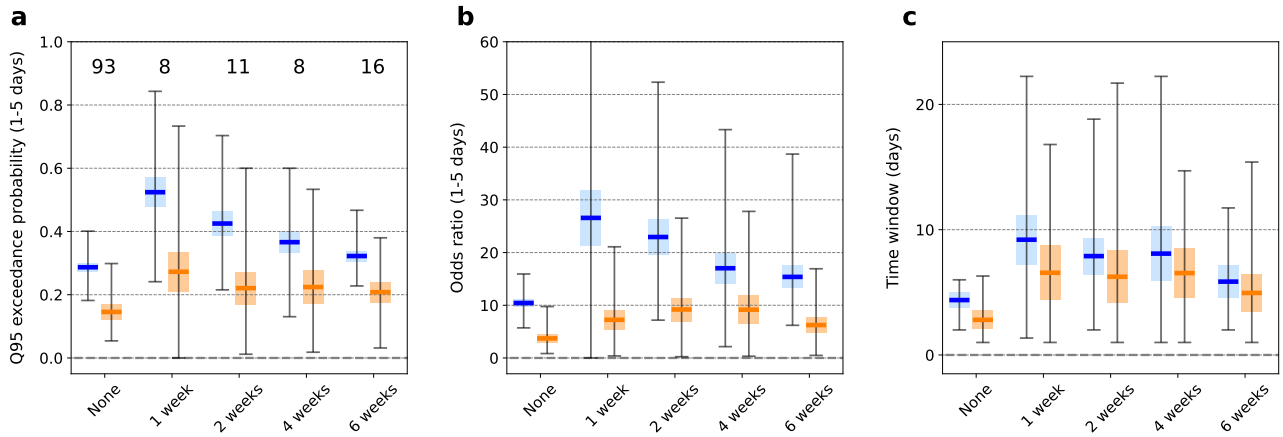 a
Q95 exceedance probability (1-5 days)
1.0
0.8
0.6
0.4
0.2
0.0
93 8 11 8 16
None
1 week
2 weeks
4 weeks
6 weeks
b
Odds ratio (1-5 days)
60
50
40
30
20
10
0
None
1 week
2 weeks
4 weeks
6 weeks
c
Time window (days)
20
10
0
None
1 week
2 weeks
4 weeks
6 weeks